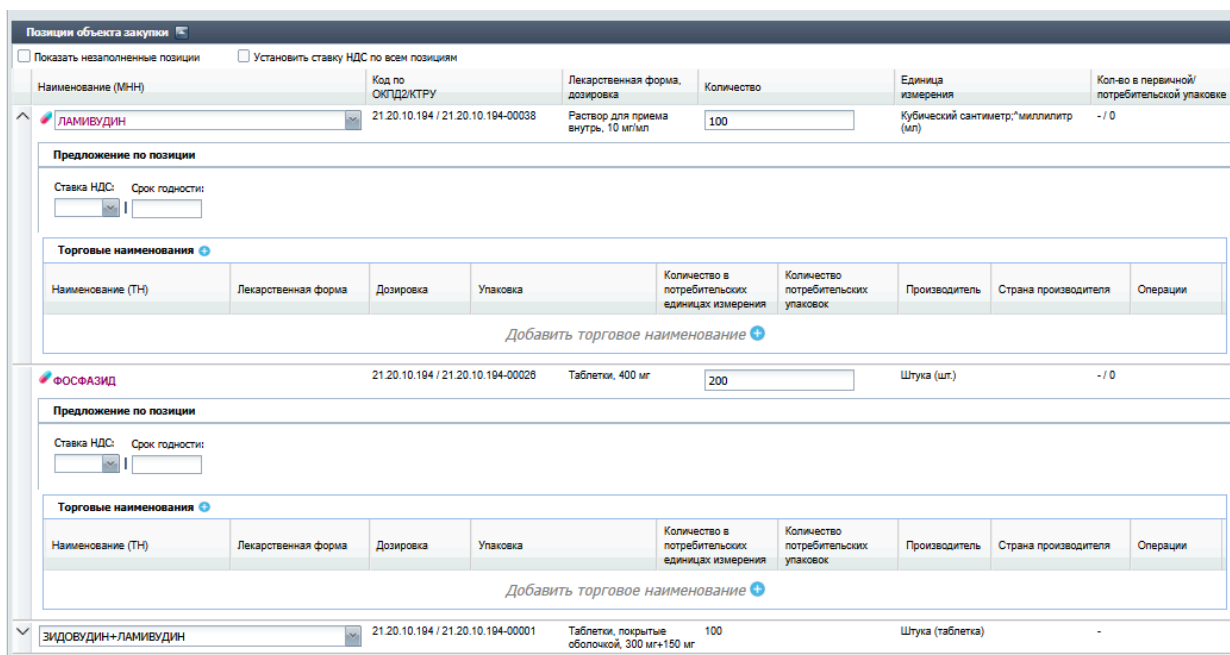 Позиции объекта закупки
Показать незаполненные позиции Установить ставку НДС по всем позициям
Наименование (МНН) Код по ОКПД2/КТРУ Лекарственная форма, дозировка Количество Единица измерения Кол-во в первичной/ потребительской упаковке
ЛАМИВУДИН 21.20.10.194 / 21.20.10.194-00038 Раствор для приема внутрь, 10 мг/мл 100 Кубический сантиметр;^миллилитр (мл) - / 0
Предложение по позиции
Ставка НДС: Срок годности:
Торговые наименования
Наименование (ТН) Лекарственная форма Дозировка Упаковка Количество в потребительских единицах измерения Количество потребительских упаковок Производитель Страна производителя Операции
Добавить торговое наименование
ФОСФАЗИД 21.20.10.194 / 21.20.10.194-00026 Таблетки, 400 мг 200 Штука (шт.) - / 0
Предложение по позиции
Ставка НДС: Срок годности:
Торговые наименования
Наименование (ТН) Лекарственная форма Дозировка Упаковка Количество в потребительских единицах измерения Количество потребительских упаковок Производитель Страна производителя Операции
Добавить торговое наименование
ЗИДОВУДИН+ЛАМИВУДИН 21.20.10.194 / 21.20.10.194-00001 Таблетки, покрытые оболочкой, 300 мг+150 мг 100 Штука (таблетка) -